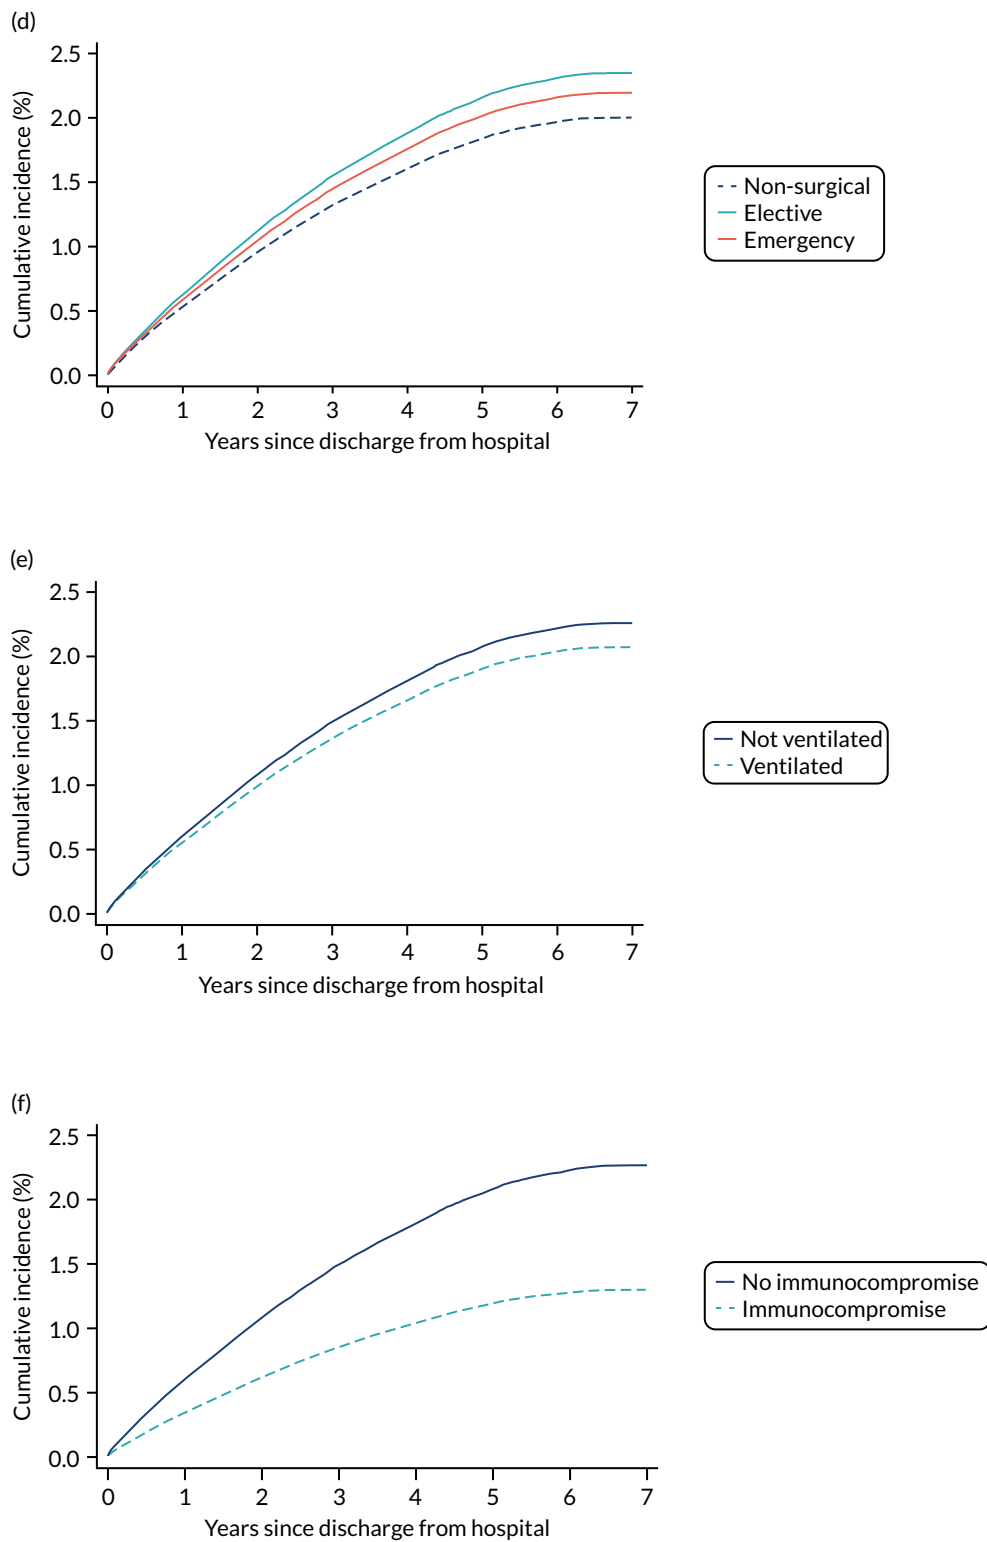 (d)
2.5
2.0
1.5
1.0
0.5
0.0
Cumulative incidence (%)
0 1 2 3 4 5 6 7
Years since discharge from hospital
Non-surgical
Elective
Emergency
(e)
2.5
2.0
1.5
1.0
0.5
0.0
Cumulative incidence (%)
0 1 2 3 4 5 6 7
Years since discharge from hospital
Not ventilated
Ventilated
(f)
2.5
2.0
1.5
1.0
0.5
0.0
Cumulative incidence (%)
0 1 2 3 4 5 6 7
Years since discharge from hospital
No immunocompromise
Immunocompromise